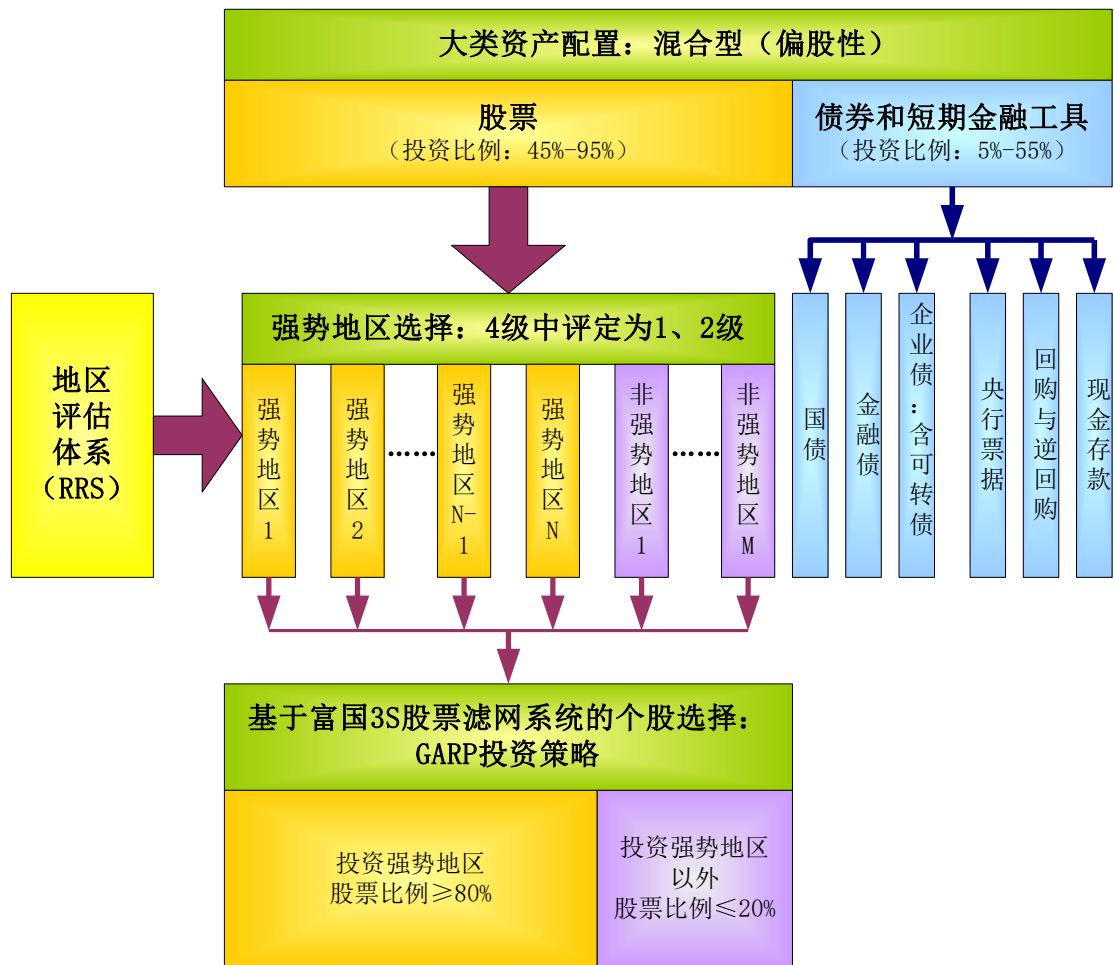 大类资产配置：混合型（偏股性）
股票
（投资比例：45%-95%）
债券和短期金融工具
（投资比例：5%-55%）
地区
评估
体系
（RRS）
强势地区选择：4级中评定为1、2级
强势地区1
强势地区2
……
强势地区N-1
强势地区N
非强势地区1
……
非强势地区M
国债
金融债
企业债：含可转债
央行票据
回购与逆回购
现金存款
基于富国3S股票滤网系统的个股选择：
GARP投资策略
投资强势地区
股票比例≥80%
投资强势地区
以外
股票比例≤20%